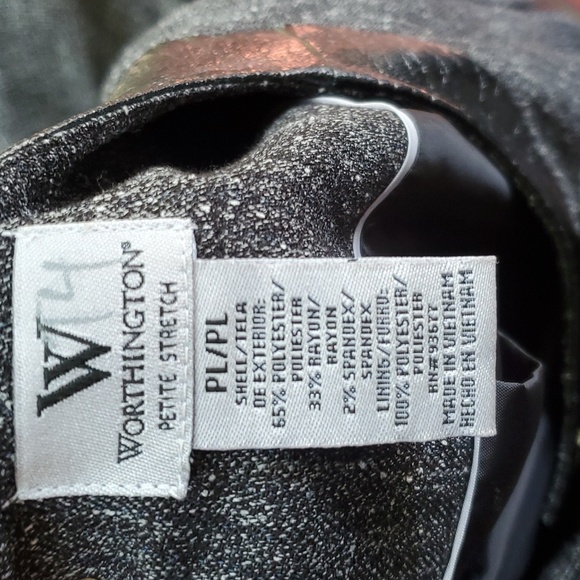 W
WORTHINGTON®
PETITE STRETCH
PL/PL
SHELL/TELA
DE EXTERIOR:
65% POLYESTER/
POLIESTER
33% RAYON/
RAYON
2% SPANDEX/
SPANDEX
LINING/FORRO:
100% POLYESTER/
POLIESTER
RN#93677
MADE IN VIETNAM
HECHO EN VIETNAM